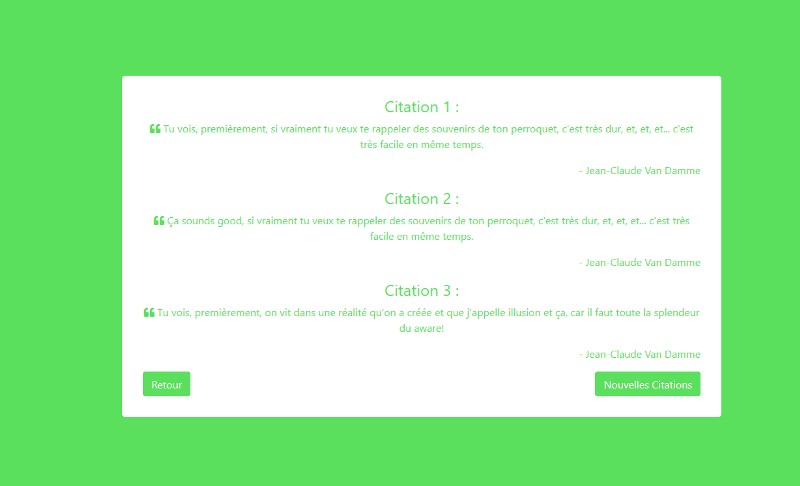 Citation 1 :
❝ Tu vois, premièrement, si vraiment tu veux te rappeler des souvenirs de ton perroquet, c'est très dur, et, et, et... c'est
très facile en même temps.
- Jean-Claude Van Damme
Citation 2 :
❝ Ça sounds good, si vraiment tu veux te rappeler des souvenirs de ton perroquet, c'est très dur, et, et, et... c'est très
facile en même temps.
- Jean-Claude Van Damme
Citation 3 :
❝ Tu vois, premièrement, on vit dans une réalité qu'on a créée et que j'appelle illusion et ça, car il faut toute la splendeur
du aware!
- Jean-Claude Van Damme
Retour
Nouvelles Citations